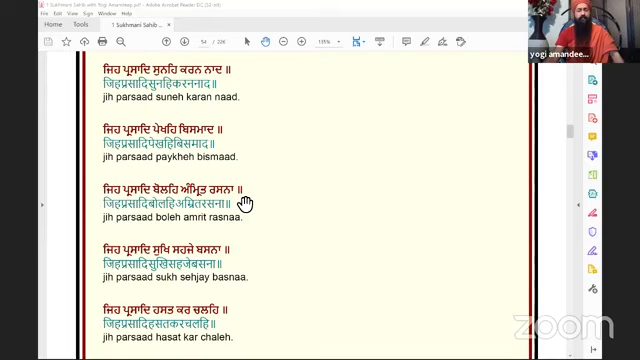 1 Sukhmani Sahib with Yogi Amandeep.pdf - Adobe Acrobat Reader DC (32-bit)
File Edit View Sign Window Help
Home Tools 1 Sukhmani Sahib ... ×
54 / 206 135%
yogi amandee...
ਜਿਹ ਪ੍ਰਸਾਦਿ ਸੁਨਹਿ ਕਰਨ ਨਾਦ ॥
जिहप्रसादिसुनहिकरननाद॥
jih parsaad suneh karan naad.
ਜਿਹ ਪ੍ਰਸਾਦਿ ਪੇਖਹਿ ਬਿਸਮਾਦ ॥
जिहप्रसादिपेखहिबिसमाद॥
jih parsaad paykheh bismaad.
ਜਿਹ ਪ੍ਰਸਾਦਿ ਬੋਲਹਿ ਅੰਮ੍ਰਿਤ ਰਸਨਾ ॥
जिहप्रसादिबोलहिअम्रितरसना॥
jih parsaad boleh amrit rasnaa.
ਜਿਹ ਪ੍ਰਸਾਦਿ ਸੁਖਿ ਸਹਜੇ ਬਸਨਾ ॥
जिहप्रसादिसुखिसहजेबसना॥
jih parsaad sukh sehjay basnaa.
ਜਿਹ ਪ੍ਰਸਾਦਿ ਹਸਤ ਕਰ ਚਲਹਿ ॥
जिहप्रसादिहसतकरचलहि॥
jih parsaad hasat kar chaleh.
zoom